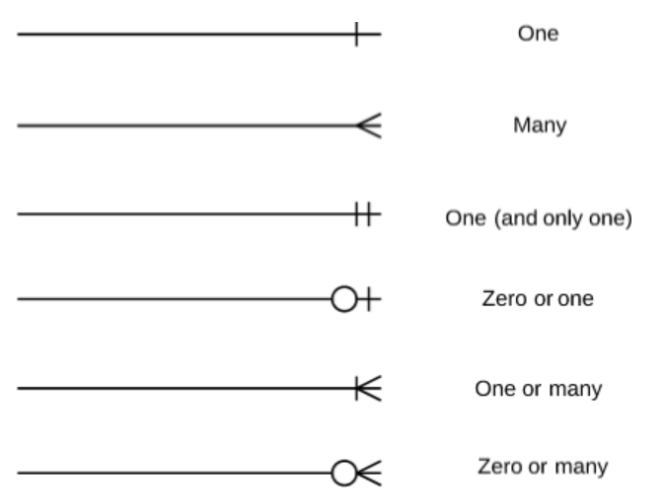 One
Many
One (and only one)
Zero or one
One or many
Zero or many